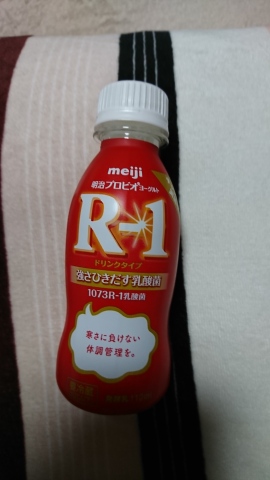 meiji
明治プロビオヨーグルト
R-1
ドリンクタイプ
強さひきだす乳酸菌
1073R-1乳酸菌
寒さに負けない
体調管理を。